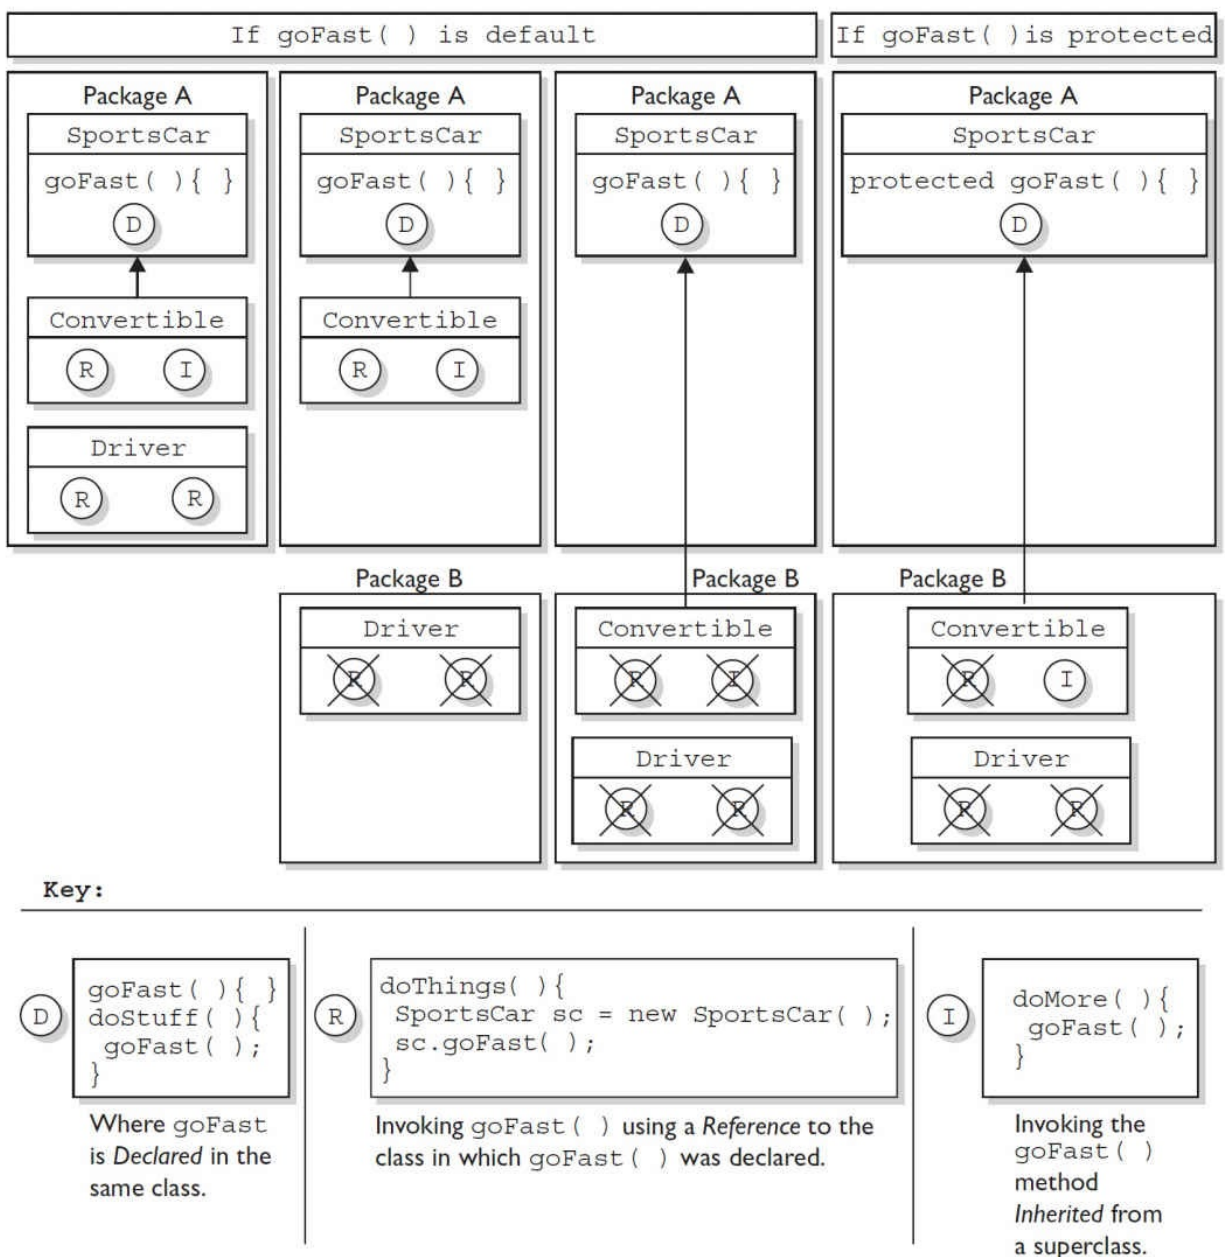 If goFast( ) is default
If goFast( )is protected
Package A
SportsCar
goFast( ){ }
D
Convertible
R I
Driver
R R
Package A
SportsCar
goFast( ){ }
D
Convertible
R I
Package B
Driver
R R
Package A
SportsCar
goFast( ){ }
D
Package B
Convertible
R I
Driver
R R
Package A
SportsCar
protected goFast( ){ }
D
Package B
Convertible
R I
Driver
R R
Key:
D
goFast( ){ }
doStuff( ){
goFast( );
}
Where goFast
is Declared in the
same class.
R
doThings( ){
SportsCar sc = new SportsCar( );
sc.goFast( );
}
Invoking goFast( ) using a Reference to the
class in which goFast( ) was declared.
I
doMore( ){
goFast( );
}
Invoking the
goFast( )
method
Inherited from
a superclass.